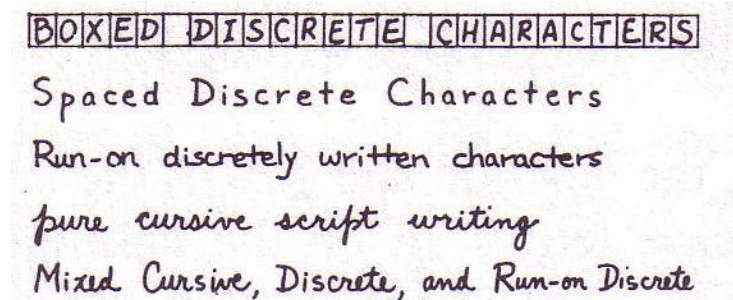 BOXED DISCRETE CHARACTERS
Spaced Discrete Characters
Run-on discretely written characters
pure cursive script writing
Mixed Cursive, Discrete, and Run-on Discrete